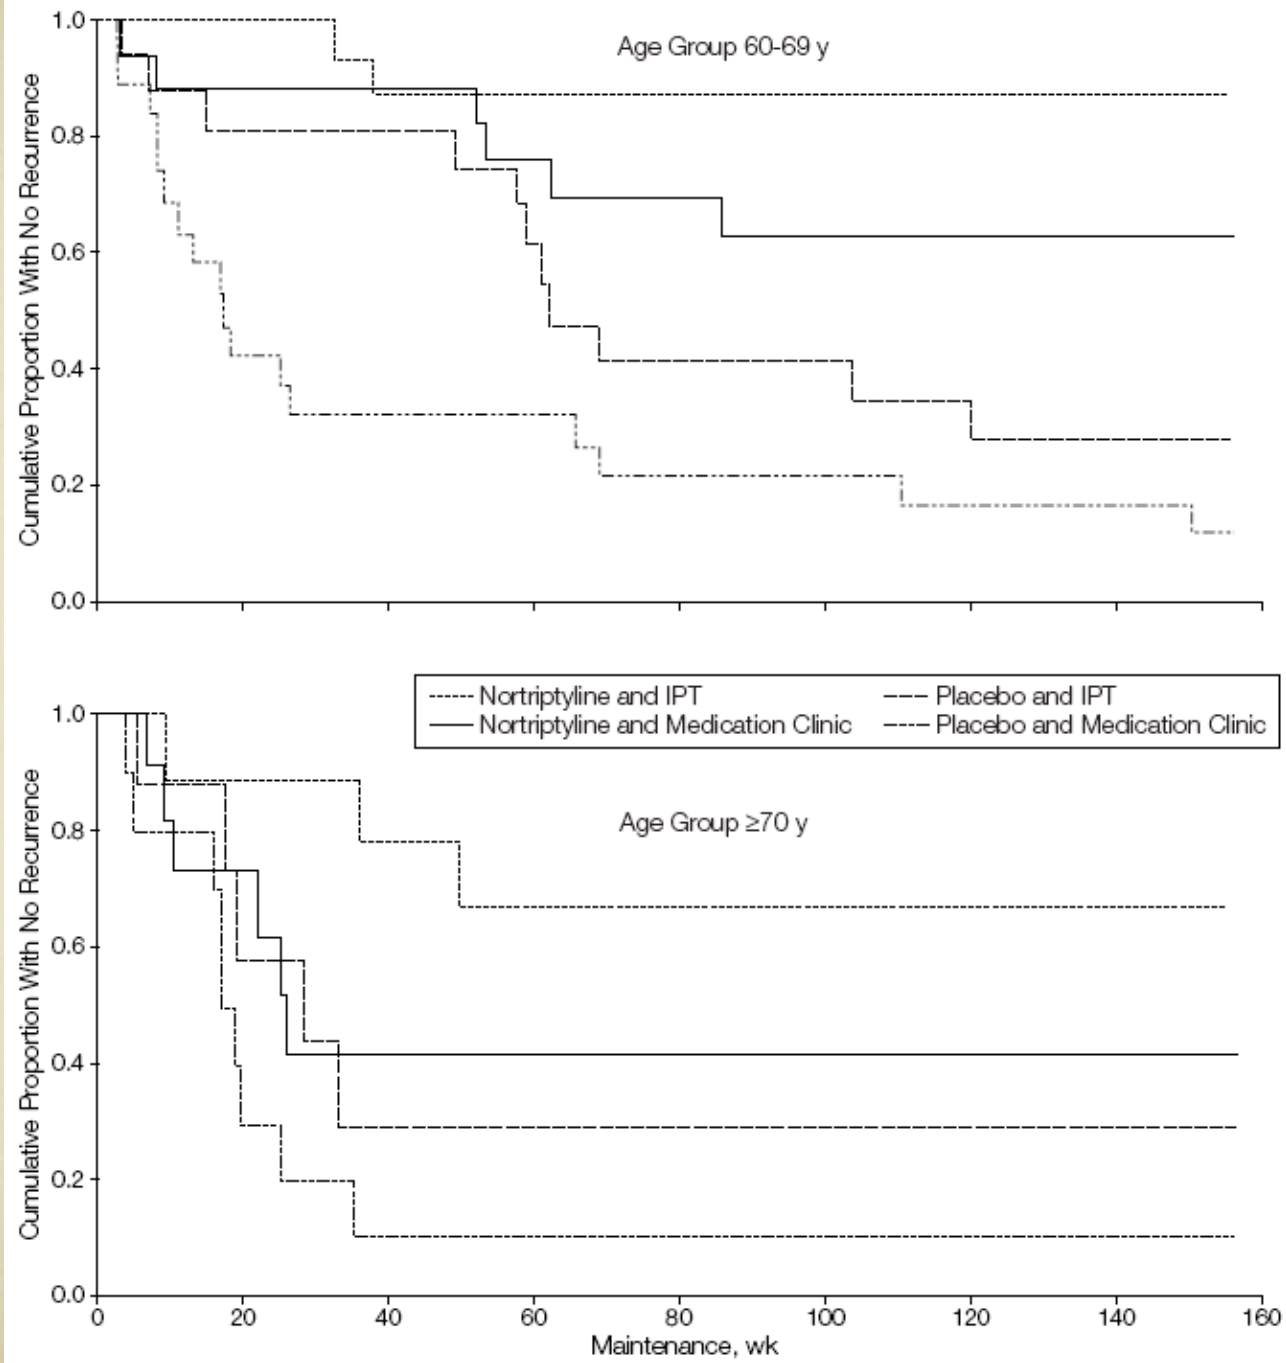 1.0
0.8
0.6
0.4
0.2
0.0
Cumulative Proportion With No Recurrence
Age Group 60-69 y
Nortriptyline and IPT
Placebo and IPT
Nortriptyline and Medication Clinic
Placebo and Medication Clinic
1.0
0.8
0.6
0.4
0.2
0.0
Cumulative Proportion With No Recurrence
Age Group ≥70 y
0 20 40 60 80 100 120 140 160
Maintenance, wk